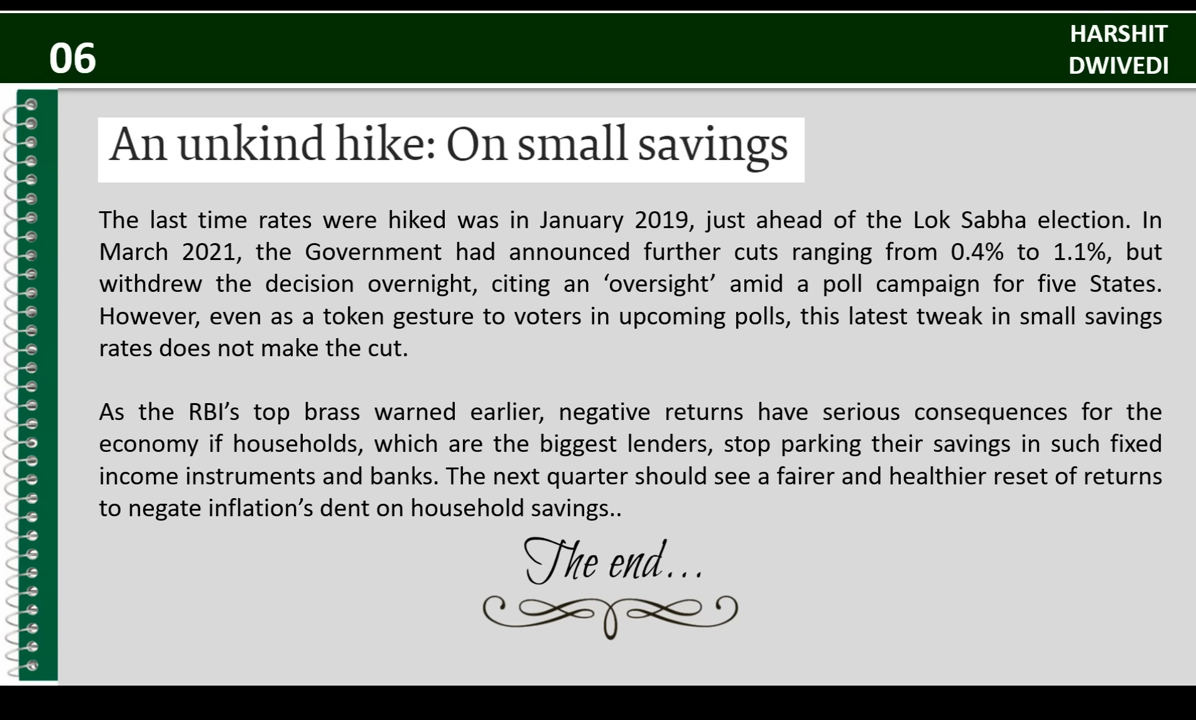 06
HARSHIT
DWIVEDI
An unkind hike: On small savings
The last time rates were hiked was in January 2019, just ahead of the Lok Sabha election. In
March 2021, the Government had announced further cuts ranging from 0.4% to 1.1%, but
withdrew the decision overnight, citing an ‘oversight’ amid a poll campaign for five States.
However, even as a token gesture to voters in upcoming polls, this latest tweak in small savings
rates does not make the cut.
As the RBI’s top brass warned earlier, negative returns have serious consequences for the
economy if households, which are the biggest lenders, stop parking their savings in such fixed
income instruments and banks. The next quarter should see a fairer and healthier reset of returns
to negate inflation’s dent on household savings..
The end...